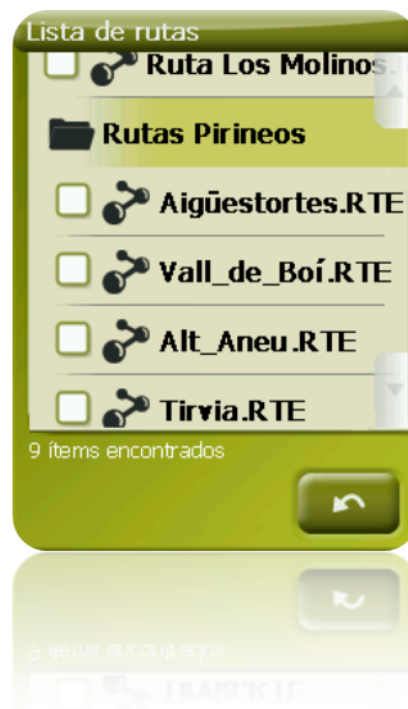 Lista de rutas
Ruta Los Molinos.
Rutas Pirineos
Aigüestortes.RTE
Vall_de_Boí.RTE
Alt_Aneu.RTE
Tirvia.RTE
9 ítems encontrados